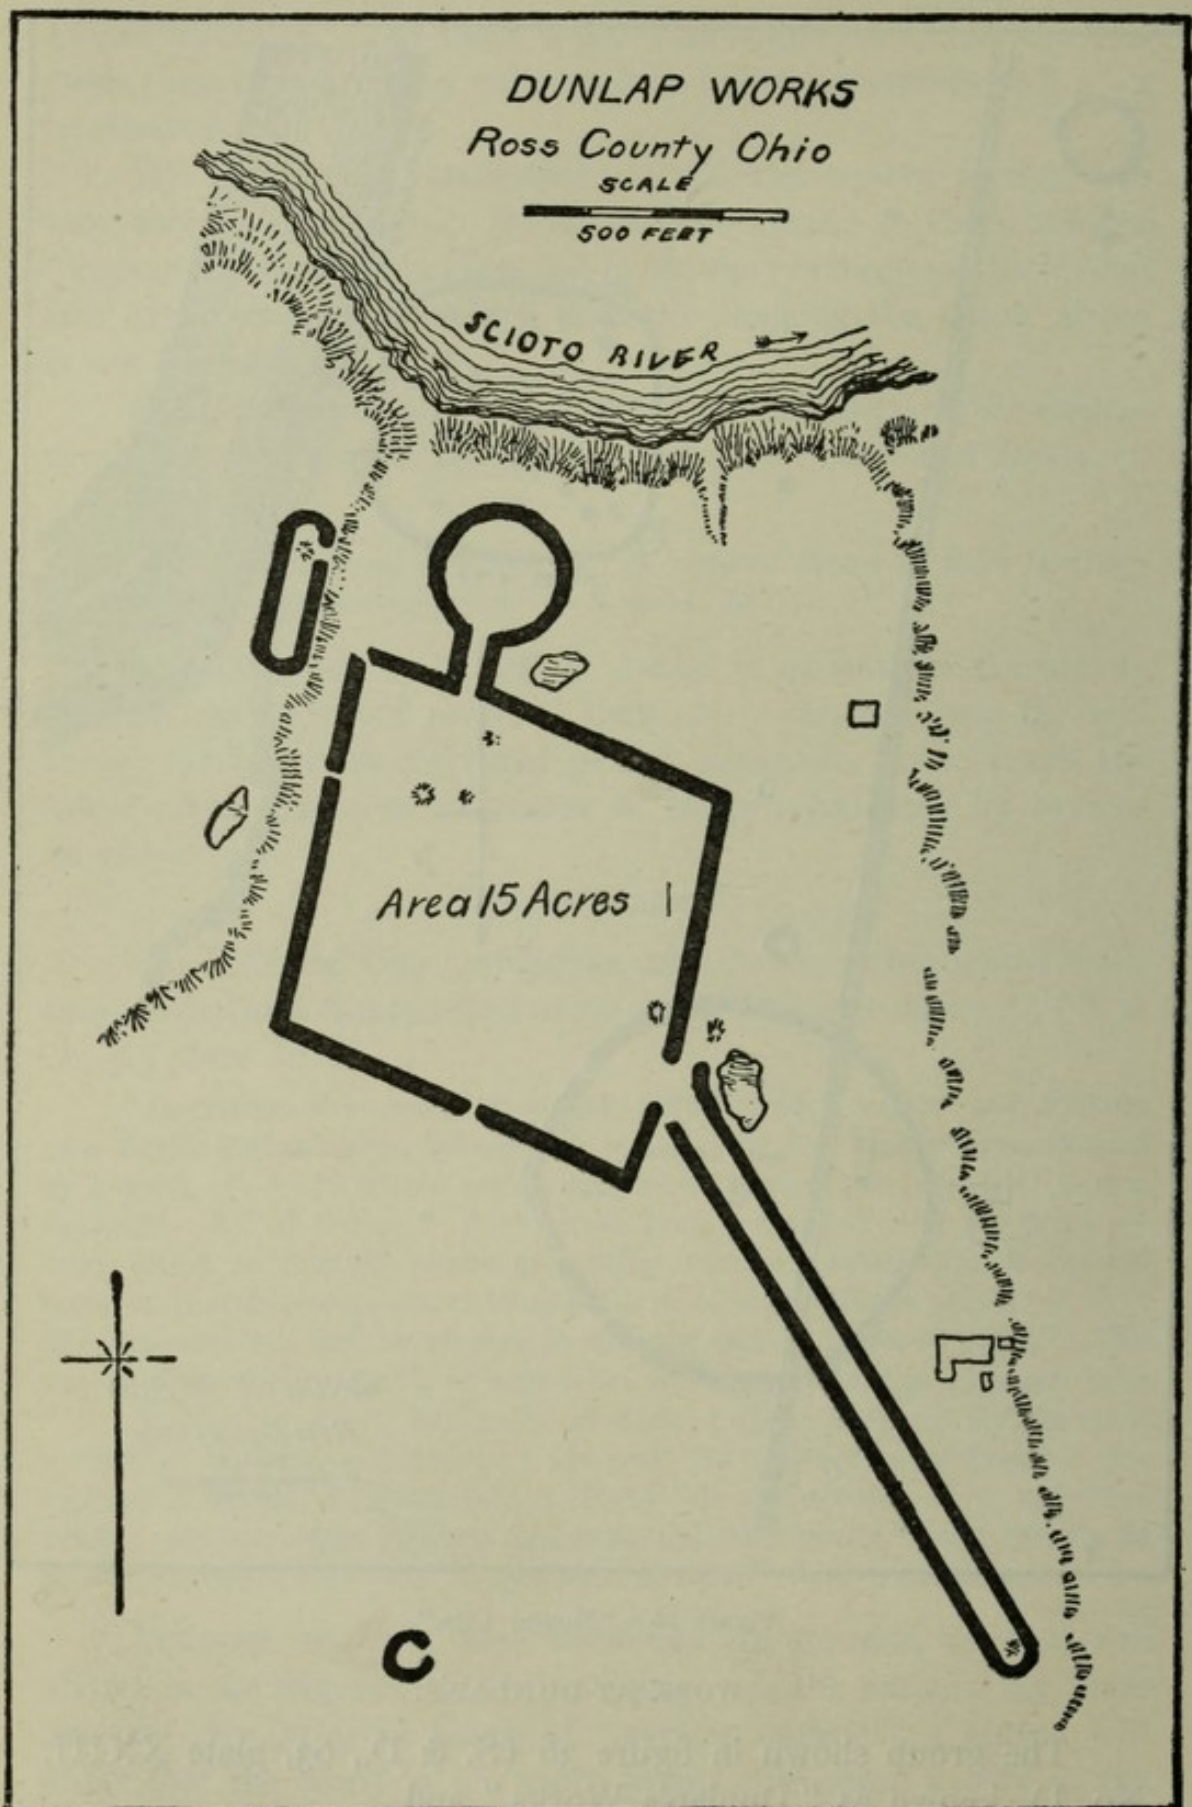 DUNLAP WORKS
Ross County Ohio
SCALE
500 FEET
SCIOTO RIVER
Area 15 Acres
C